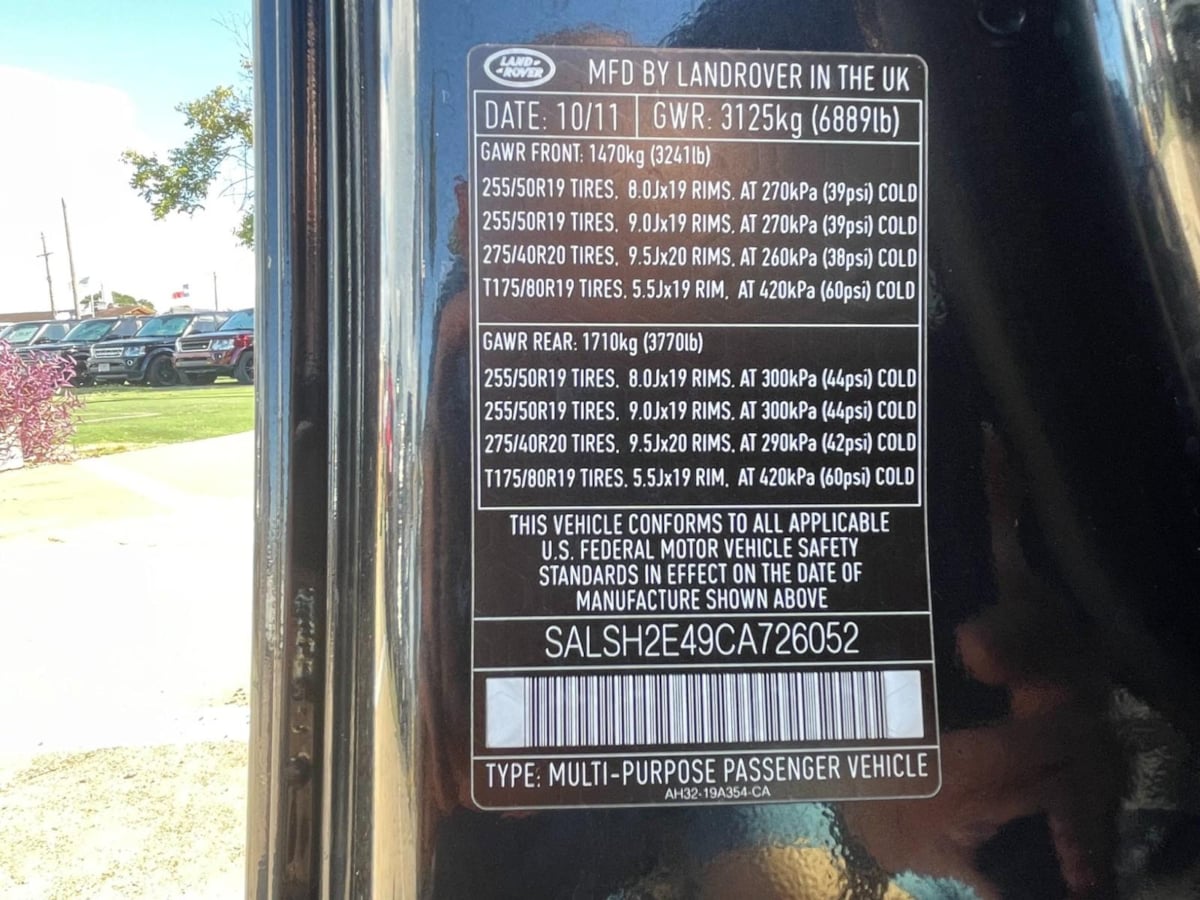 LAND
ROVER
MFD BY LANDROVER IN THE UK
DATE: 10/11 GWR: 3125kg (6889lb)
GAWR FRONT: 1470kg (3241lb)
255/50R19 TIRES, 8.0Jx19 RIMS, AT 270kPa (39psi) COLD
255/50R19 TIRES, 9.0Jx19 RIMS, AT 270kPa (39psi) COLD
275/40R20 TIRES, 9.5Jx20 RIMS, AT 260kPa (38psi) COLD
T175/80R19 TIRES, 5.5Jx19 RIM, AT 420kPa (60psi) COLD
GAWR REAR: 1710kg (3770lb)
255/50R19 TIRES, 8.0Jx19 RIMS, AT 300kPa (44psi) COLD
255/50R19 TIRES, 9.0Jx19 RIMS, AT 300kPa (44psi) COLD
275/40R20 TIRES, 9.5Jx20 RIMS, AT 290kPa (42psi) COLD
T175/80R19 TIRES, 5.5Jx19 RIM, AT 420kPa (60psi) COLD
THIS VEHICLE CONFORMS TO ALL APPLICABLE
U.S. FEDERAL MOTOR VEHICLE SAFETY
STANDARDS IN EFFECT ON THE DATE OF
MANUFACTURE SHOWN ABOVE
SALSH2E49CA726052
TYPE: MULTI-PURPOSE PASSENGER VEHICLE
AH32-19A354-CA